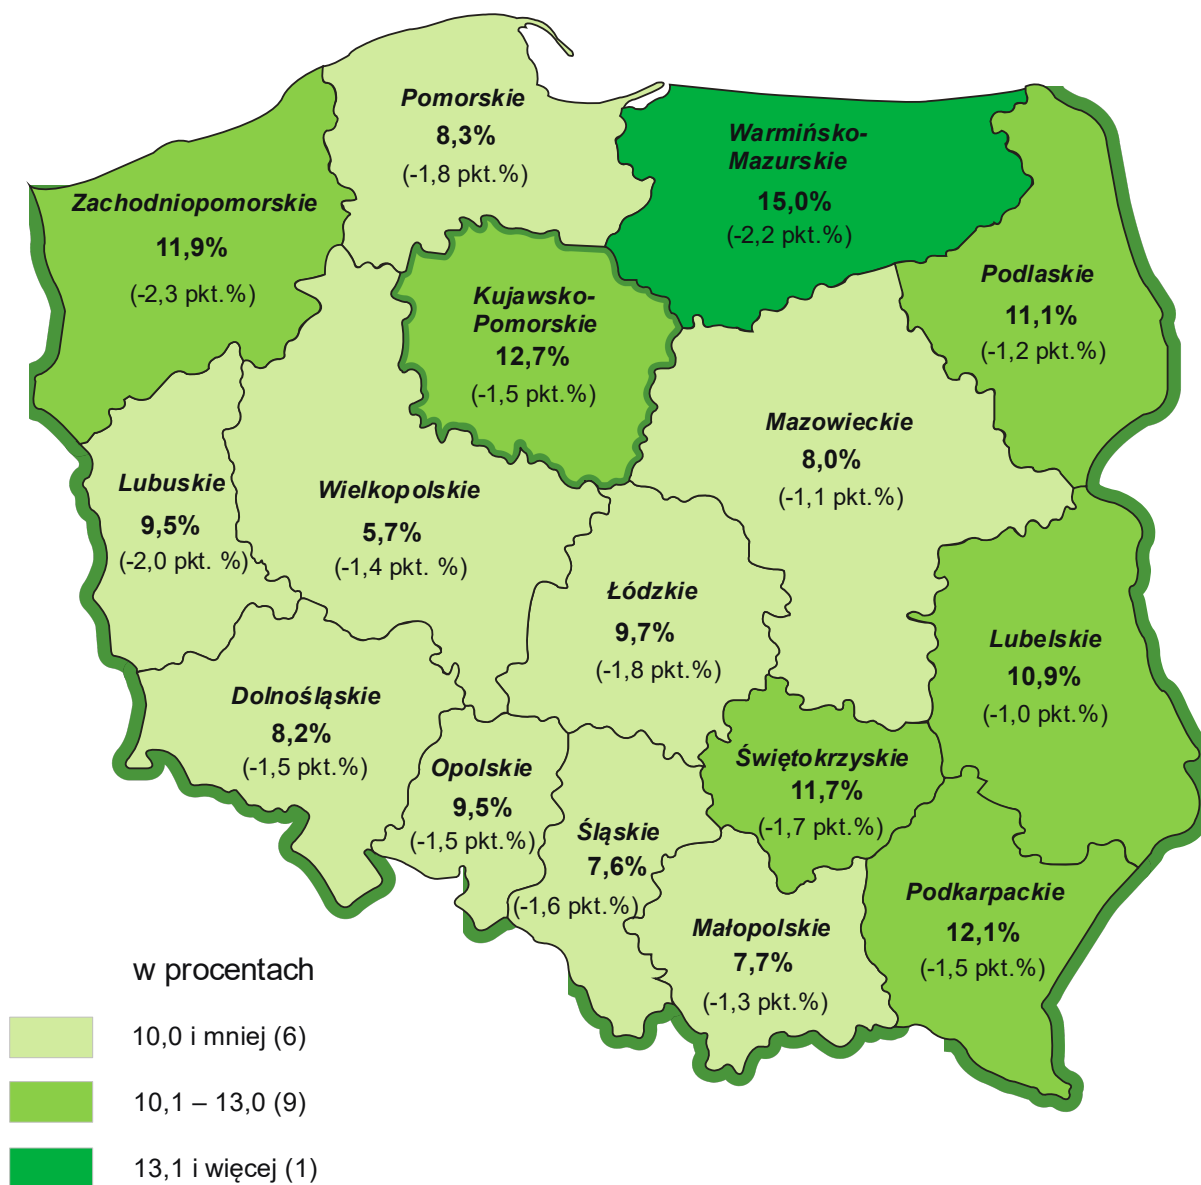 Pomorskie
8,3%
(-1,8 pkt.%)
Warmińsko-
Mazurskie
15,0%
(-2,2 pkt.%)
Zachodniopomorskie
11,9%
(-2,3 pkt.%)
Kujawsko-
Pomorskie
12,7%
(-1,5 pkt.%)
Podlaskie
11,1%
(-1,2 pkt.%)
Mazowieckie
8,0%
(-1,1 pkt.%)
Lubuskie
9,5%
(-2,0 pkt. %)
Wielkopolskie
5,7%
(-1,4 pkt. %)
Łódzkie
9,7%
(-1,8 pkt.%)
Lubelskie
10,9%
(-1,0 pkt.%)
Dolnośląskie
8,2%
(-1,5 pkt.%)
Opolskie
9,5%
(-1,5 pkt.%)
Śląskie
7,6%
(-1,6 pkt.%)
Świętokrzyskie
11,7%
(-1,7 pkt.%)
Małopolskie
7,7%
(-1,3 pkt.%)
Podkarpackie
12,1%
(-1,5 pkt.%)
w procentach
10,0 i mniej (6)
10,1 – 13,0 (9)
13,1 i więcej (1)